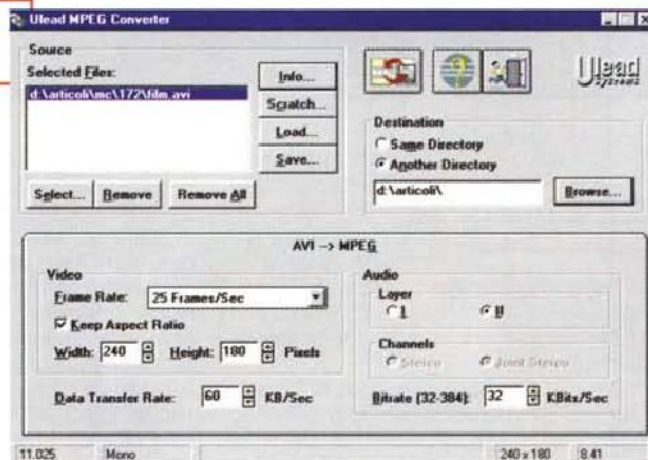 Ulead MPEG Converter
Source
Selected Files:
d:\articoli\mc\172\film.avi
Info...
Scratch...
Load...
Save...
Select... Remove Remove All
Ulead
Systems
Destination
Same Directory
Another Directory
d:\articoli\.
Browse...
AVI -> MPEG
Video
Frame Rate: 25 Frames/Sec
Keep Aspect Ratio
Width: 240 Height: 180 Pixels
Data Transfer Rate: 60 KB/Sec
Audio
Layer
I II
Channels
Stereo Joint Stereo
Bitrate (32-384): 32 KBits/Sec
11.025 Mono 240 x 180 8.41